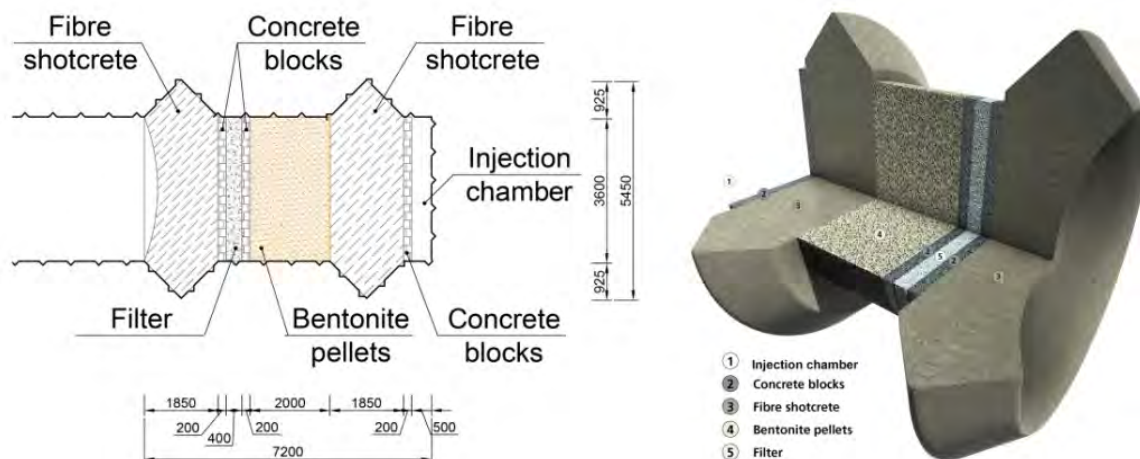 Fibre
shotcrete
Concrete
blocks
Fibre
shotcrete
Injection
chamber
Filter
Bentonite
pellets
Concrete
blocks
925
3600
925
5450
1850
2000
1850
200
400
200
200
500
7200
1
2
3
4
2
5
2
3
1 Injection chamber
2 Concrete blocks
3 Fibre shotcrete
4 Bentonite pellets
5 Filter